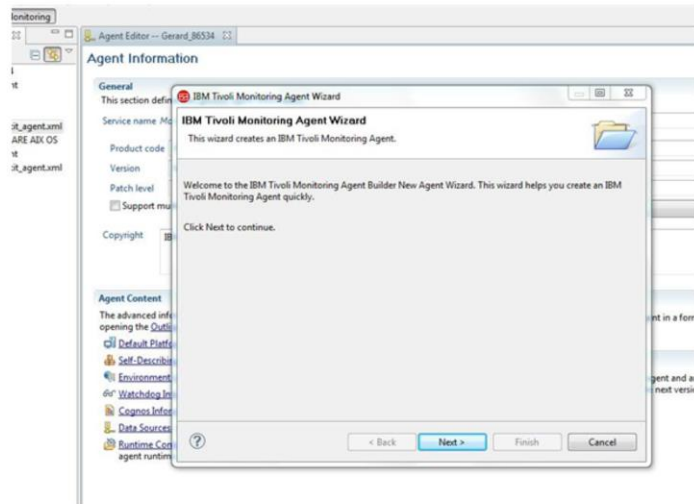 onitoring
Agent Editor -- Gerard_86534
Agent Information
General
This section defin
Service name
Product code
Version
Patch level
Support mu
Copyright
it_agent.xml
ARE AIX OS
it_agent.xml
IBM Tivoli Monitoring Agent Wizard
IBM Tivoli Monitoring Agent Wizard
This wizard creates an IBM Tivoli Monitoring Agent.
Welcome to the IBM Tivoli Monitoring Agent Builder New Agent Wizard. This wizard helps you create an IBM
Tivoli Monitoring Agent quickly.
Click Next to continue.
< Back
Next >
Finish
Cancel
Agent Content
The advanced info
opening the Outli
Default Platfo
Self-Describin
Environment
Watchdog In
Cognos Infor
Data Sources
Runtime Con
agent runtim
nt in a form
gent and a
next versi